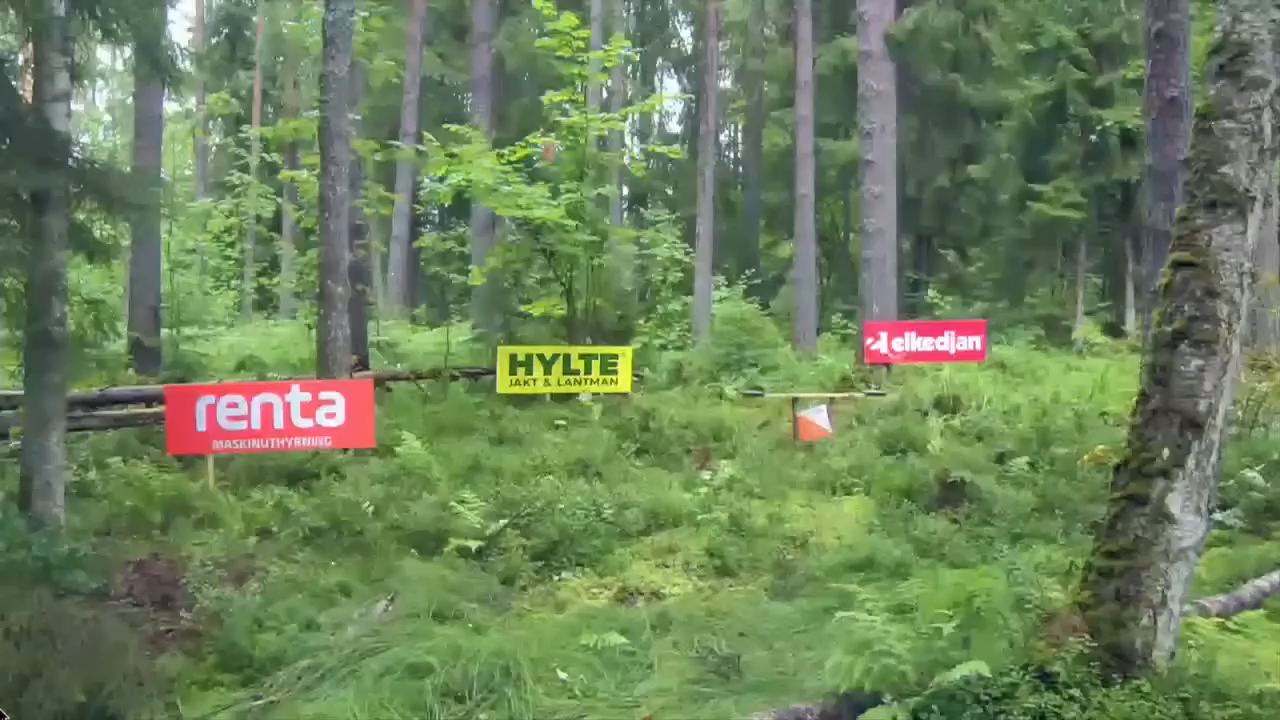 renta
MASKINUTHYRNING
HYLTE
JAKT & LANTMAN
elkedjan